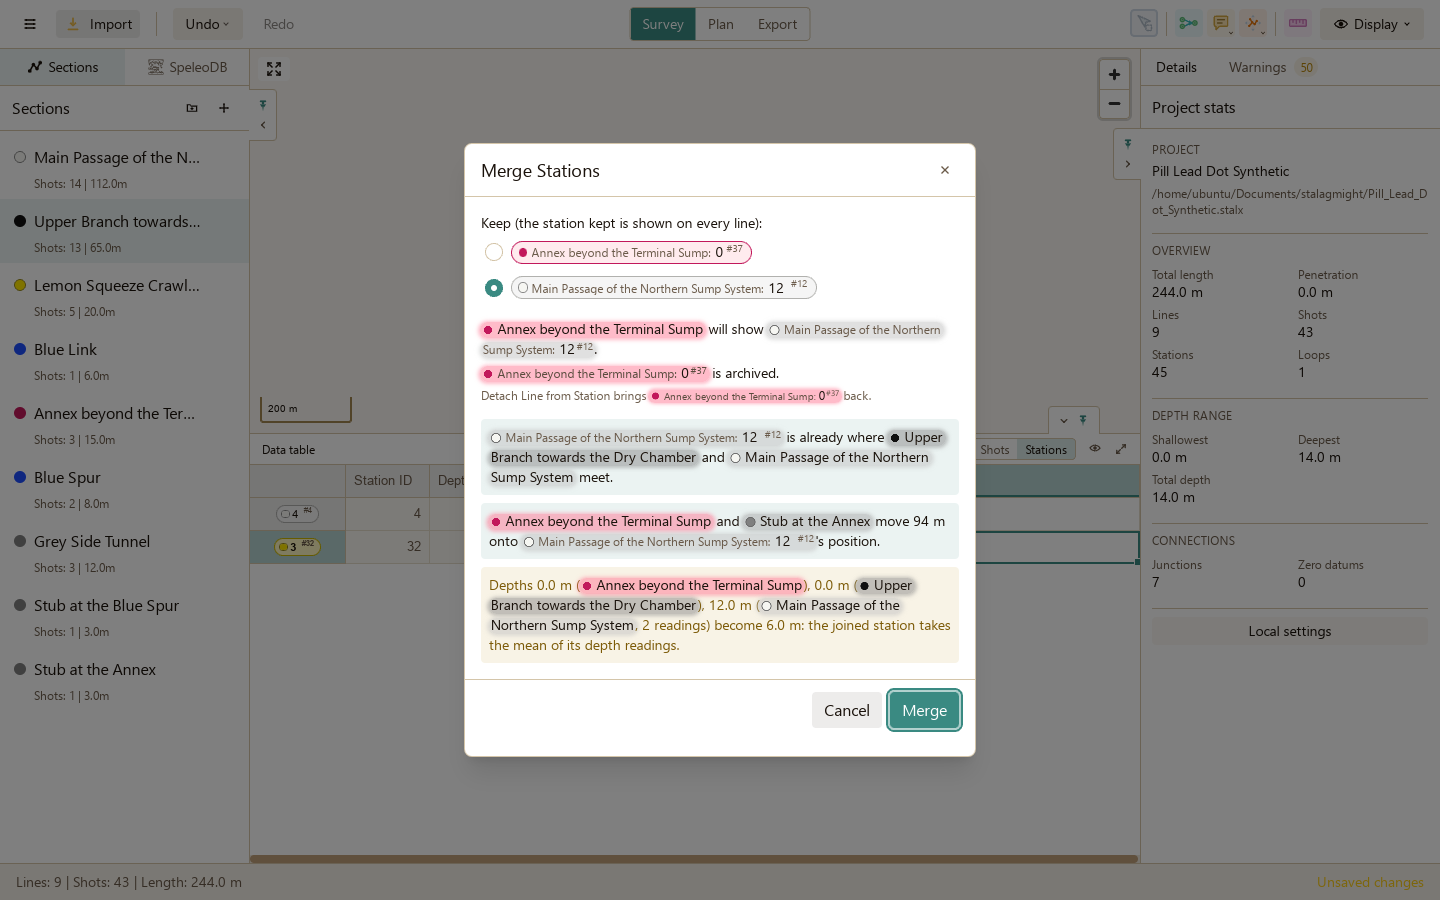 Import
Undo
Redo
Survey
Plan
Export
Display
Sections
SpeleoDB
Sections
Main Passage of the N...
Shots: 14 | 112.0m
Upper Branch towards...
Shots: 13 | 65.0m
Lemon Squeeze Crawl...
Shots: 5 | 20.0m
Blue Link
Shots: 1 | 6.0m
Annex beyond the Ter...
Shots: 3 | 15.0m
Blue Spur
Shots: 2 | 8.0m
Grey Side Tunnel
Shots: 3 | 12.0m
Stub at the Blue Spur
Shots: 1 | 3.0m
Stub at the Annex
Shots: 1 | 3.0m
200 m
Data table
Shots
Stations
Station ID
Dept
4 #4
4
3 #32
32
Merge Stations
Keep (the station kept is shown on every line):
Annex beyond the Terminal Sump: 0 #37
Main Passage of the Northern Sump System: 12 #12
Annex beyond the Terminal Sump will show Main Passage of the Northern
Sump System: 12 #12.
Annex beyond the Terminal Sump: 0 #37 is archived.
Detach Line from Station brings Annex beyond the Terminal Sump: 0 #37 back.
Main Passage of the Northern Sump System: 12 #12 is already where Upper
Branch towards the Dry Chamber and Main Passage of the Northern
Sump System meet.
Annex beyond the Terminal Sump and Stub at the Annex move 94 m
onto Main Passage of the Northern Sump System: 12 #12's position.
Depths 0.0 m (Annex beyond the Terminal Sump), 0.0 m (Upper
Branch towards the Dry Chamber), 12.0 m (Main Passage of the
Northern Sump System, 2 readings) become 6.0 m: the joined station takes
the mean of its depth readings.
Cancel
Merge
Details
Warnings 50
Project stats
PROJECT
Pill Lead Dot Synthetic
/home/ubuntu/Documents/stalagmight/Pill_Lead_D
ot_Synthetic.stalx
OVERVIEW
Total length
Penetration
244.0 m
0.0 m
Lines
Shots
9
43
Stations
Loops
45
1
DEPTH RANGE
Shallowest
Deepest
0.0 m
14.0 m
Total depth
14.0 m
CONNECTIONS
Junctions
Zero datums
7
0
Local settings
Lines: 9 | Shots: 43 | Length: 244.0 m
Unsaved changes